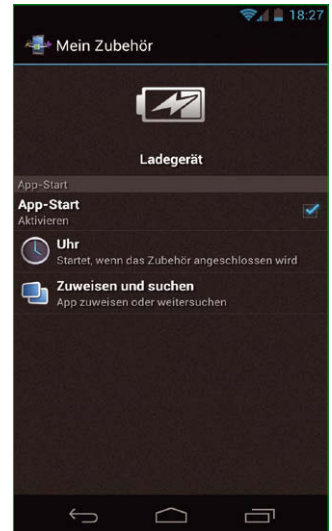 18:27
Mein Zubehör
Ladegerät
App-Start
App-Start
Aktivieren
Uhr
Startet, wenn das Zubehör angeschlossen wird
Zuweisen und suchen
App zuweisen oder weitersuchen